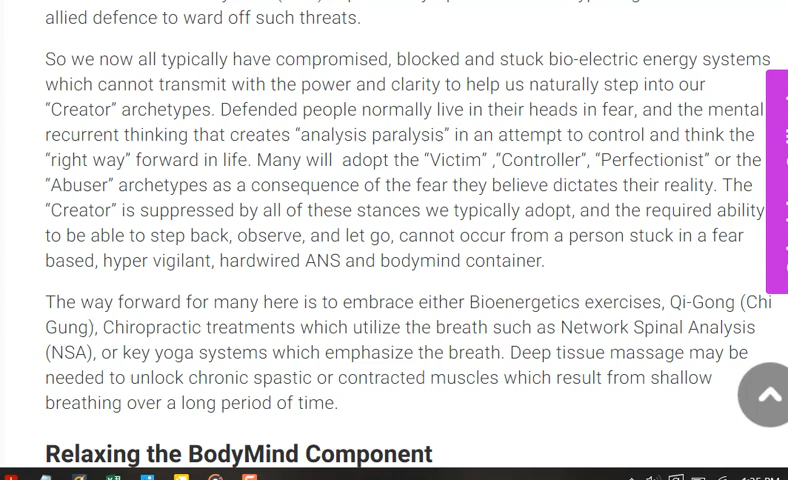 allied defence to ward off such threats.
So we now all typically have compromised, blocked and stuck bio-electric energy systems
which cannot transmit with the power and clarity to help us naturally step into our
“Creator” archetypes. Defended people normally live in their heads in fear, and the mental
recurrent thinking that creates “analysis paralysis” in an attempt to control and think the
“right way” forward in life. Many will  adopt the “Victim” ,“Controller”, “Perfectionist” or the
“Abuser” archetypes as a consequence of the fear they believe dictates their reality. The
“Creator” is suppressed by all of these stances we typically adopt, and the required ability
to be able to step back, observe, and let go, cannot occur from a person stuck in a fear
based, hyper vigilant, hardwired ANS and bodymind container.
The way forward for many here is to embrace either Bioenergetics exercises, Qi-Gong (Chi
Gung), Chiropractic treatments which utilize the breath such as Network Spinal Analysis
(NSA), or key yoga systems which emphasize the breath. Deep tissue massage may be
needed to unlock chronic spastic or contracted muscles which result from shallow
breathing over a long period of time.
Relaxing the BodyMind Component